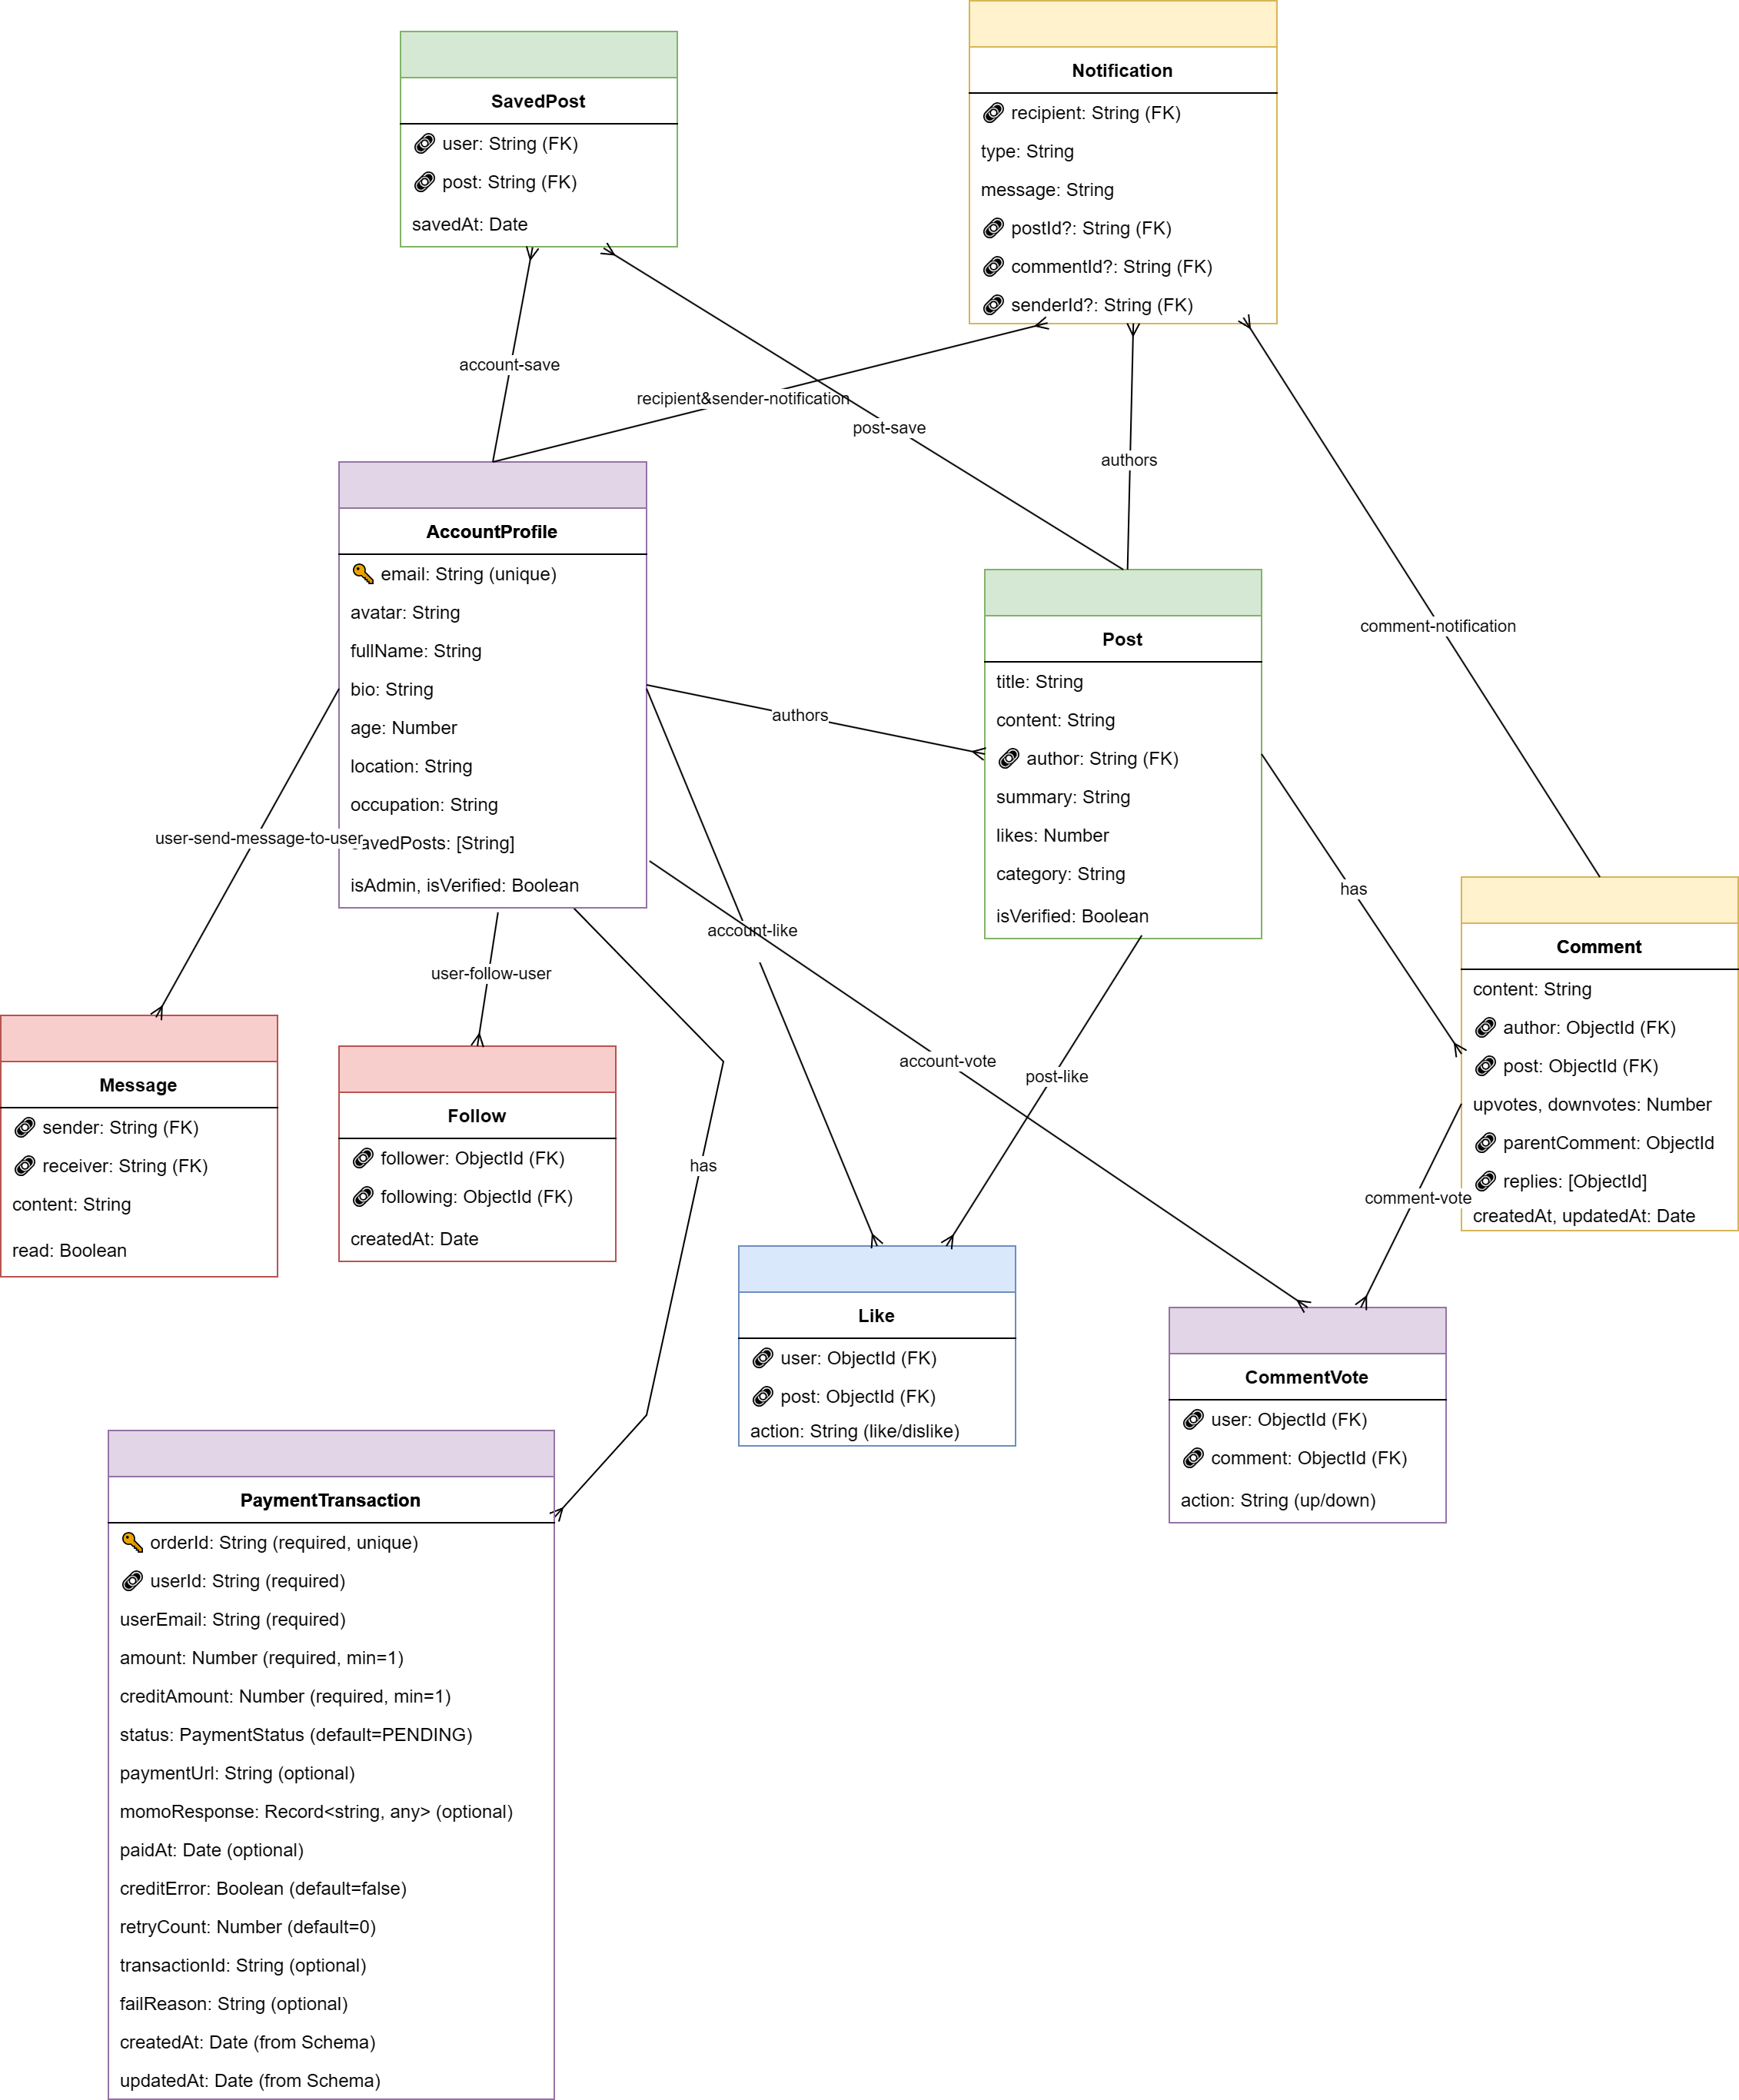 SavedPost
user: String (FK)
post: String (FK)
savedAt: Date
Notification
recipient: String (FK)
type: String
message: String
postId?: String (FK)
commentId?: String (FK)
senderId?: String (FK)
account-save
recipient&sender-notification
post-save
authors
comment-notification
AccountProfile
email: String (unique)
avatar: String
fullName: String
bio: String
age: Number
location: String
occupation: String
savedPosts: [String]
isAdmin, isVerified: Boolean
authors
Post
title: String
content: String
author: String (FK)
summary: String
likes: Number
category: String
isVerified: Boolean
has
user-send-message-to-user
user-follow-user
account-like
account-vote
post-like
has
Comment
content: String
author: ObjectId (FK)
post: ObjectId (FK)
upvotes, downvotes: Number
parentComment: ObjectId
replies: [ObjectId]
createdAt, updatedAt: Date
comment-vote
Message
sender: String (FK)
receiver: String (FK)
content: String
read: Boolean
Follow
follower: ObjectId (FK)
following: ObjectId (FK)
createdAt: Date
Like
user: ObjectId (FK)
post: ObjectId (FK)
action: String (like/dislike)
CommentVote
user: ObjectId (FK)
comment: ObjectId (FK)
action: String (up/down)
PaymentTransaction
orderId: String (required, unique)
userId: String (required)
userEmail: String (required)
amount: Number (required, min=1)
creditAmount: Number (required, min=1)
status: PaymentStatus (default=PENDING)
paymentUrl: String (optional)
momoResponse: Record<string, any> (optional)
paidAt: Date (optional)
creditError: Boolean (default=false)
retryCount: Number (default=0)
transactionId: String (optional)
failReason: String (optional)
createdAt: Date (from Schema)
updatedAt: Date (from Schema)